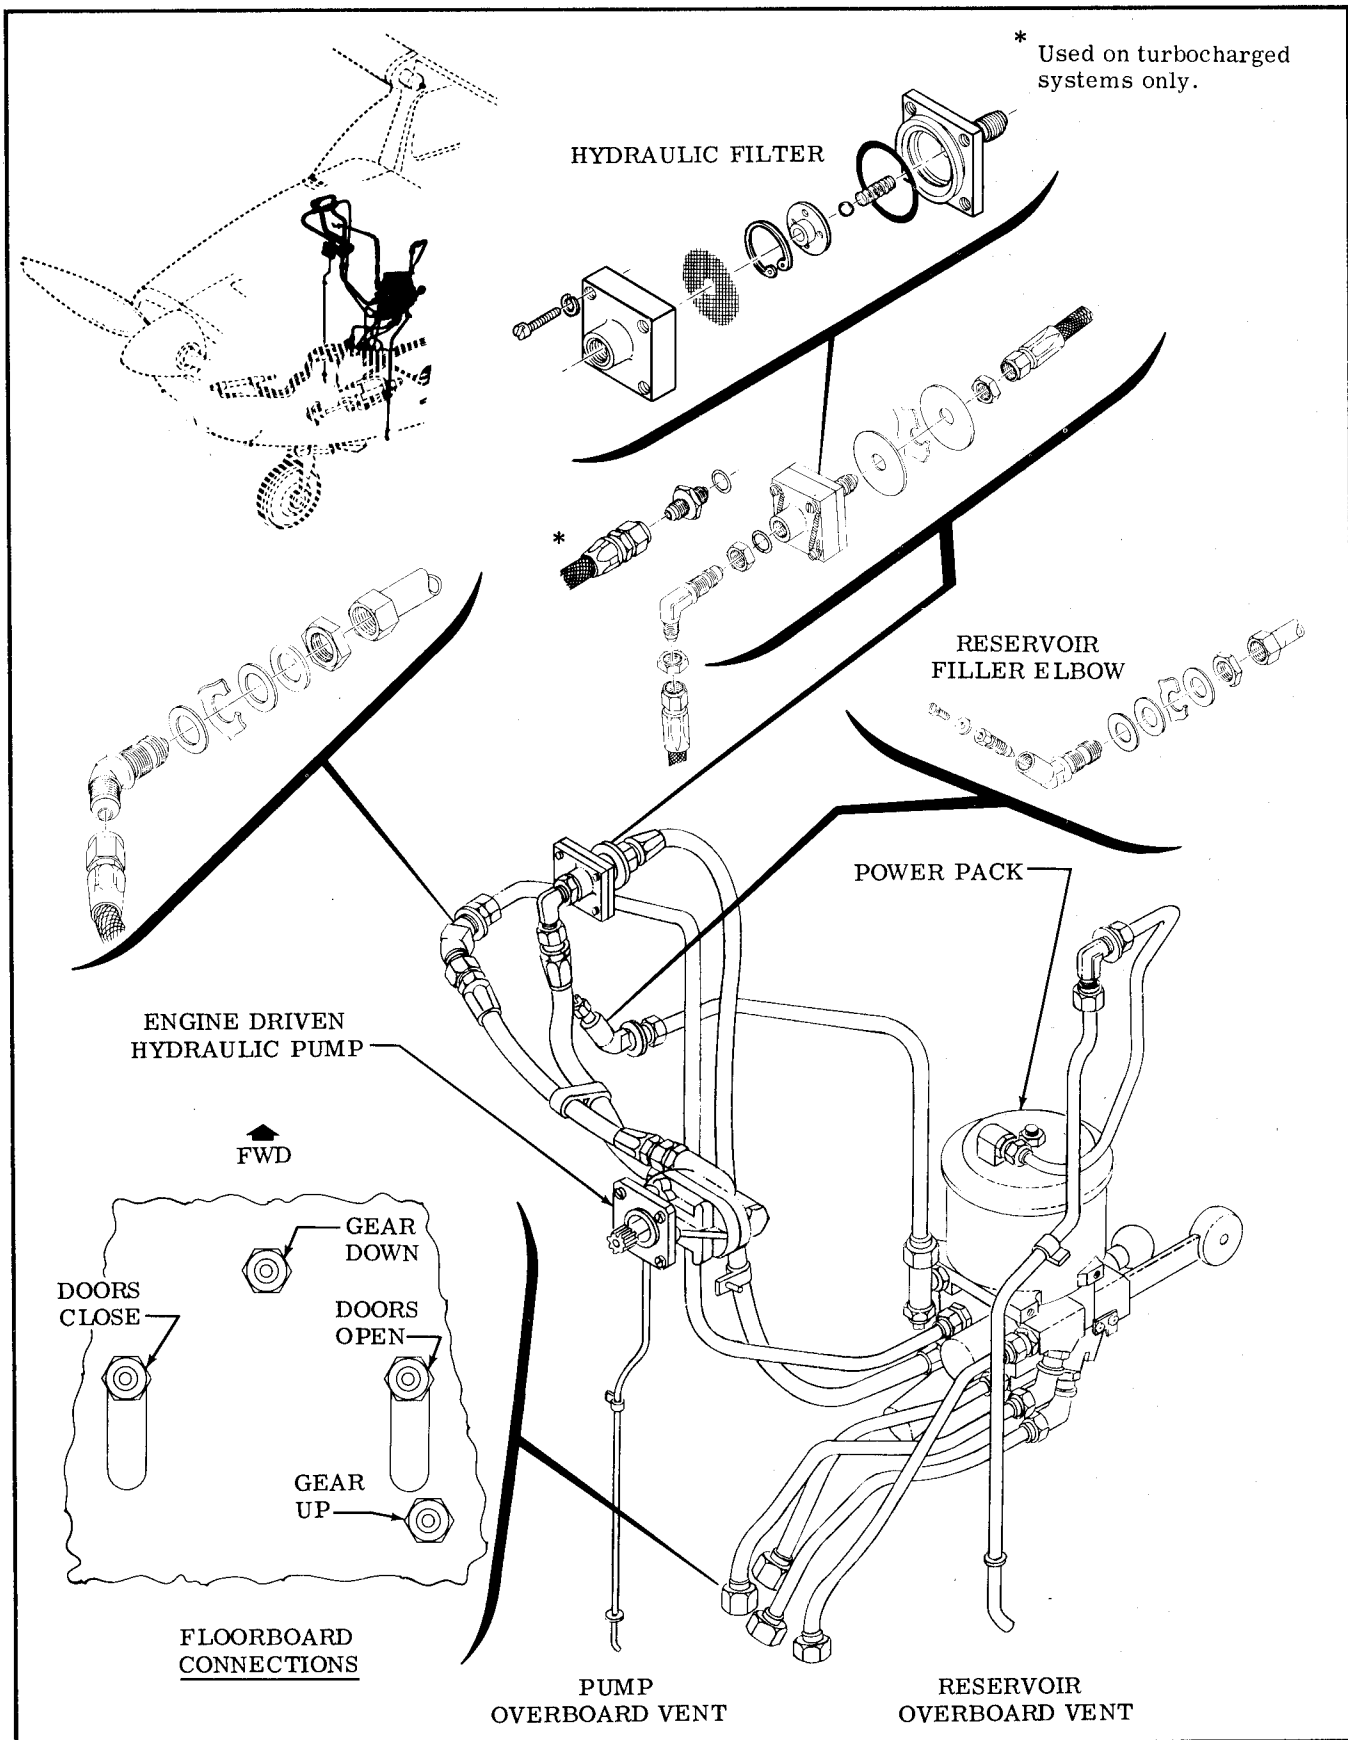 * Used on turbocharged
systems only.
HYDRAULIC FILTER
*
RESERVOIR
FILLER ELBOW
POWER PACK
ENGINE DRIVEN
HYDRAULIC PUMP
FWD
GEAR
DOWN
DOORS
CLOSE
DOORS
OPEN
GEAR
UP
FLOORBOARD
CONNECTIONS
PUMP
OVERBOARD VENT
RESERVOIR
OVERBOARD VENT